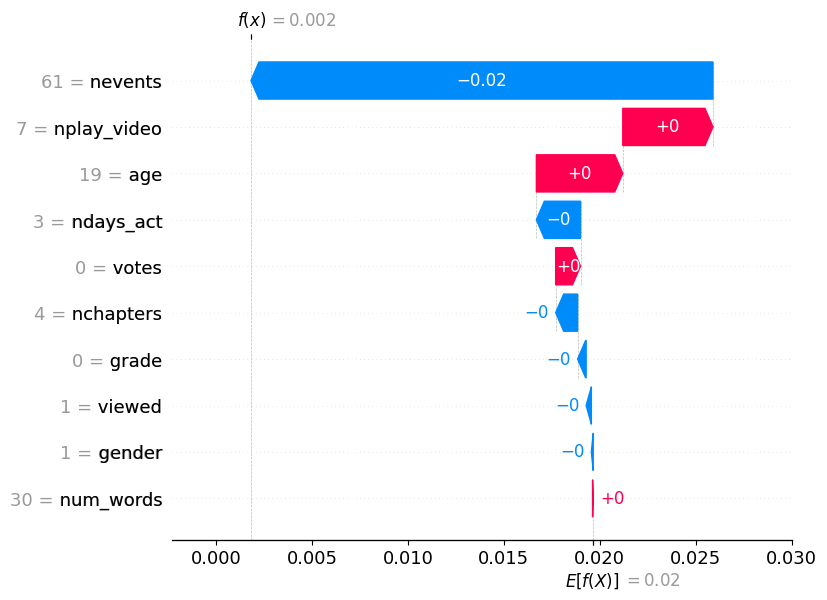 f(x) = 0.002
61 = nevents −0.02
7 = nplay_video +0
19 = age +0
3 = ndays_act −0
0 = votes +0
4 = nchapters −0
0 = grade −0
1 = viewed −0
1 = gender −0
30 = num_words +0
0.000 0.005 0.010 0.015 0.020 0.025 0.030
E[f(X)] = 0.02